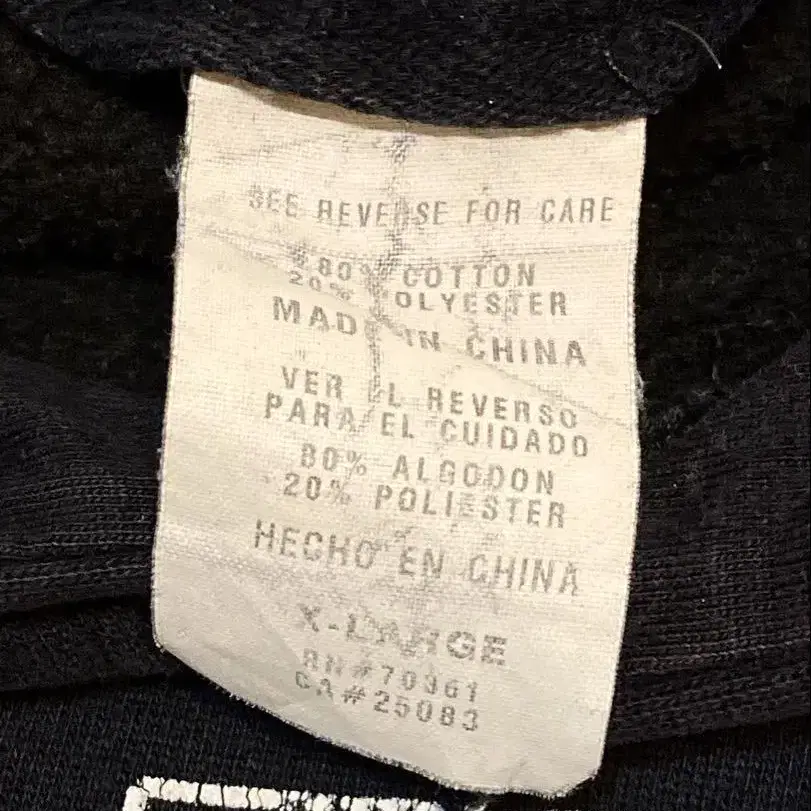 SEE REVERSE FOR CARE
80% COTTON
20% POLYESTER
MADE IN CHINA
VER EL REVERSO
PARA EL CUIDADO
80% ALGODON
20% POLIESTER
HECHO EN CHINA
X-LARGE
RN#70361
CA#25083